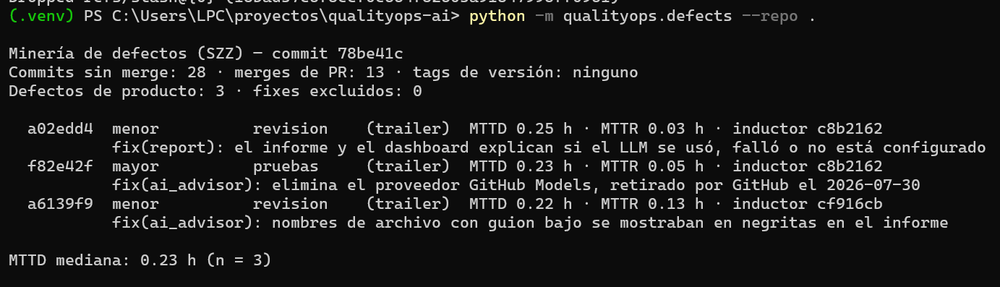 (.venv) PS C:\Users\LPC\proyectos\qualityops-ai> python -m qualityops.defects --repo .
Minería de defectos (SZZ) — commit 78be41c
Commits sin merge: 28 · merges de PR: 13 · tags de versión: ninguno
Defectos de producto: 3 · fixes excluidos: 0
a02edd4 menor revision (trailer) MTTD 0.25 h · MTTR 0.03 h · inductor c8b2162
fix(report): el informe y el dashboard explican si el LLM se usó, falló o no está configurado
f82e42f mayor pruebas (trailer) MTTD 0.23 h · MTTR 0.05 h · inductor c8b2162
fix(ai_advisor): elimina el proveedor GitHub Models, retirado por GitHub el 2026-07-30
a6139f9 menor revision (trailer) MTTD 0.22 h · MTTR 0.13 h · inductor cf916cb
fix(ai_advisor): nombres de archivo con guion bajo se mostraban en negritas en el informe
MTTD mediana: 0.23 h (n = 3)